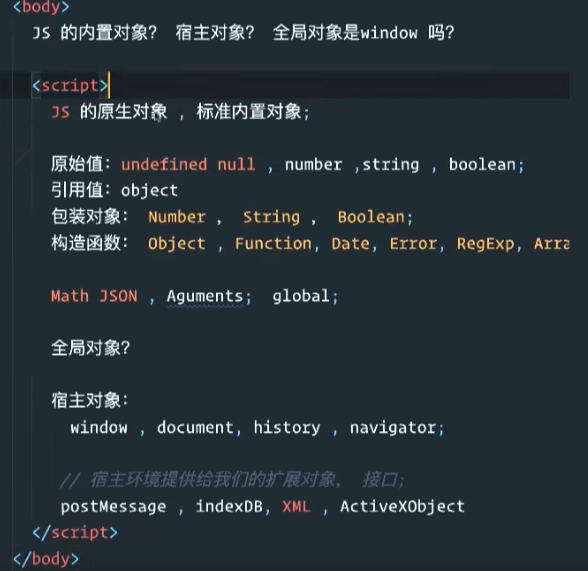 <body>
JS 的内置对象? 宿主对象? 全局对象是window 吗?
<script>
JS 的原生对象 , 标准内置对象;
原始值: undefined null , number ,string , boolean;
引用值: object
包装对象: Number , String , Boolean;
构造函数: Object , Function, Date, Error, RegExp, Arra
Math JSON , Aguments; global;
全局对象?
宿主对象:
window , document, history , navigator;
// 宿主环境提供给我们的扩展对象, 接口;
postMessage , indexDB, XML , ActiveXObject
</script>
</body>